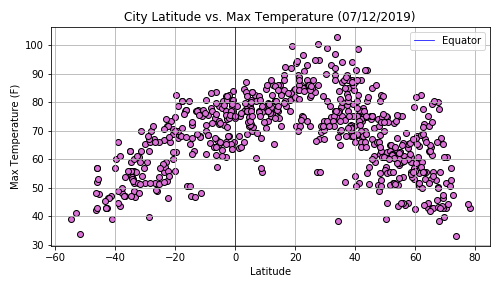 City Latitude vs. Max Temperature (07/12/2019)
Equator
Max Temperature (F)
100
90
80
70
60
50
40
30
−60 −40 −20 0 20 40 60 80
Latitude